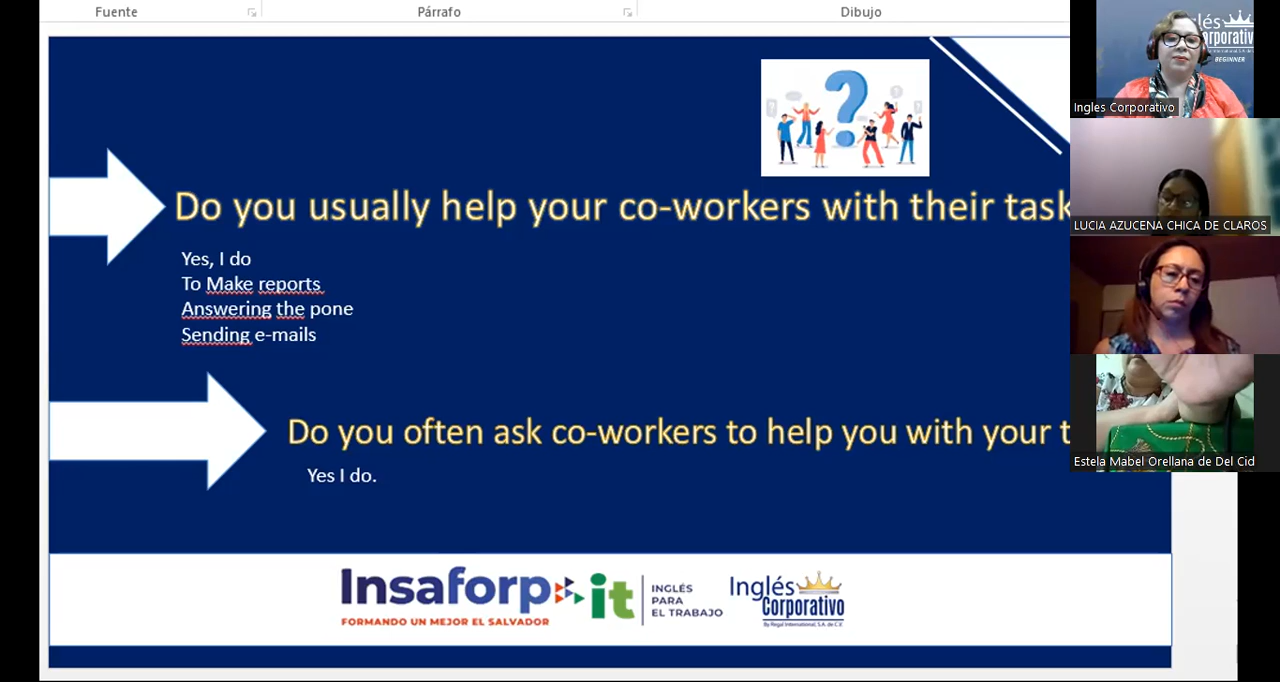 Fuente
Párrafo
Dibujo
Do you usually help your co-workers with their task
Yes, I do
To Make reports
Answering the pone
Sending e-mails
Do you often ask co-workers to help you with your t
Yes I do.
Insaforp
FORMANDO UN MEJOR EL SALVADOR
it
INGLÉS
PARA
EL TRABAJO
Inglés
Corporativo
By Regal International, S.A. de C.V.
lés
Corporativo
BEGINNER
Ingles Corporativo
LUCIA AZUCENA CHICA DE CLAROS
Estela Mabel Orellana de Del Cid